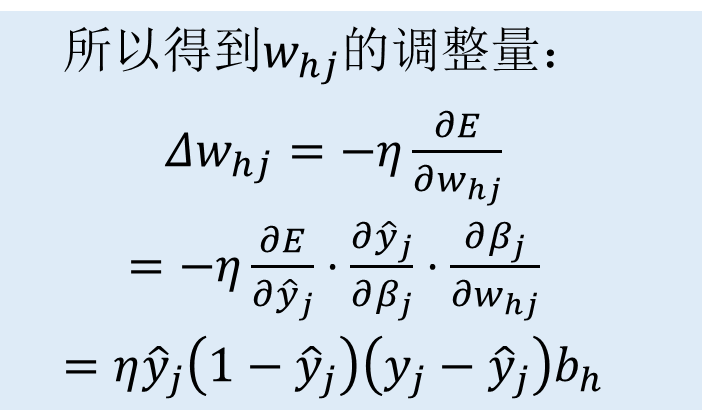 所以得到w_{hj}的调整量：
Δw_{hj} = −η ∂E/∂w_{hj}
= −η ∂E/∂ŷ_j · ∂ŷ_j/∂β_j · ∂β_j/∂w_{hj}
= ηŷ_j(1 − ŷ_j)(y_j − ŷ_j)b_h